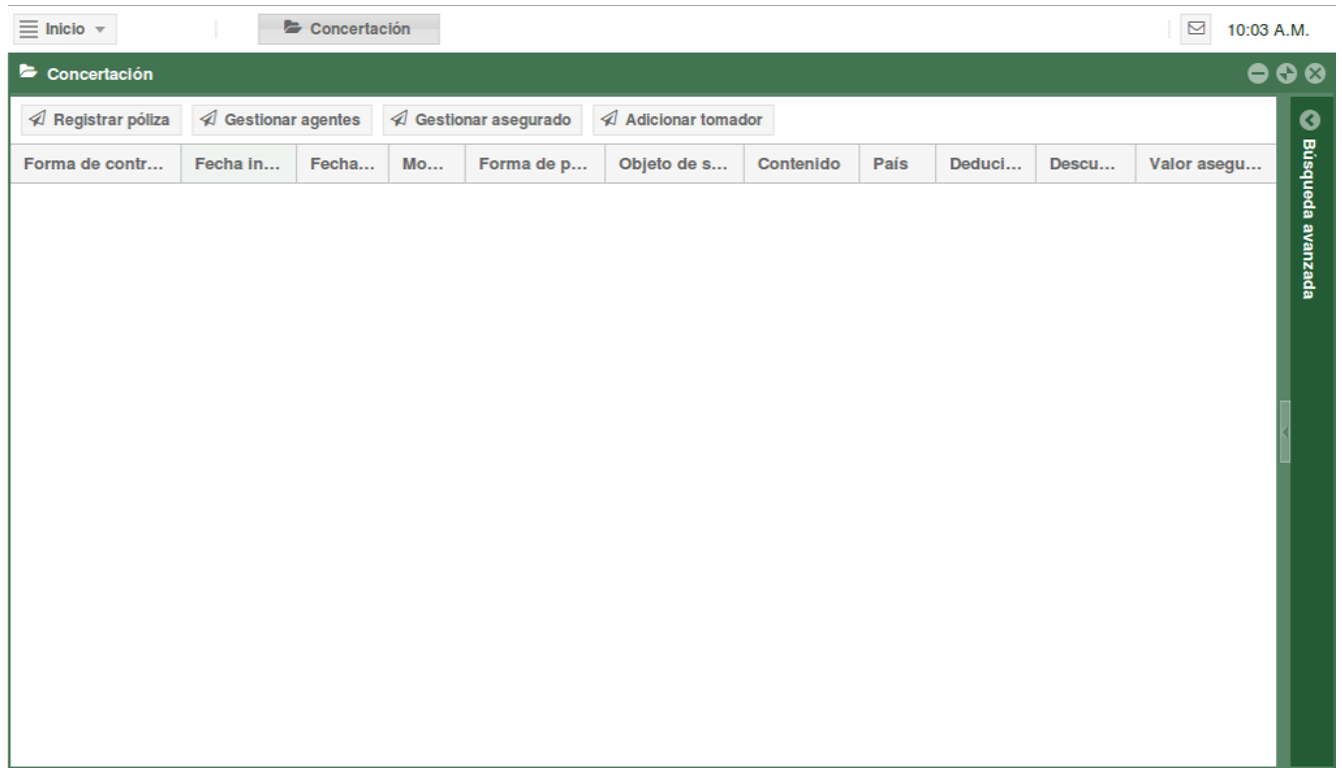 Inicio Concertación 10:03 A.M.
Concertación
Registrar póliza Gestionar agentes Gestionar asegurado Adicionar tomador
Forma de contr... Fecha in... Fecha... Mo... Forma de p... Objeto de s... Contenido País Deduci... Descu... Valor asegu...
Búsqueda avanzada